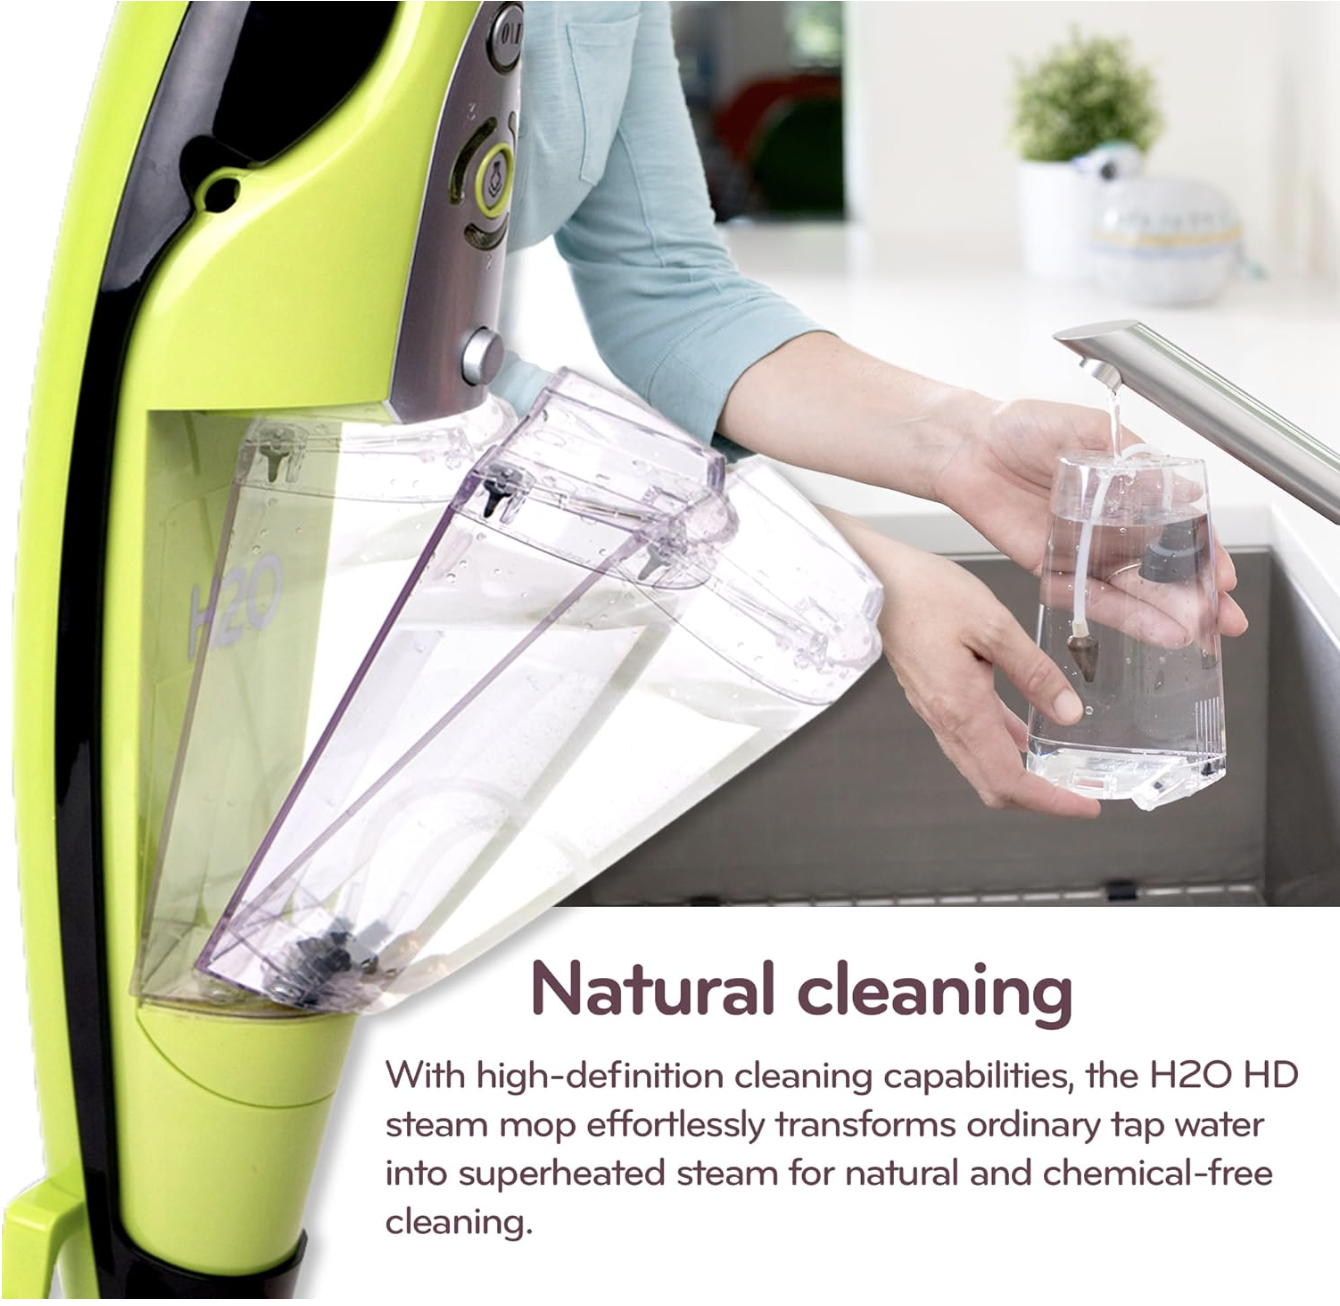 H2O
Natural cleaning
With high-definition cleaning capabilities, the H2O HD
steam mop effortlessly transforms ordinary tap water
into superheated steam for natural and chemical-free
cleaning.